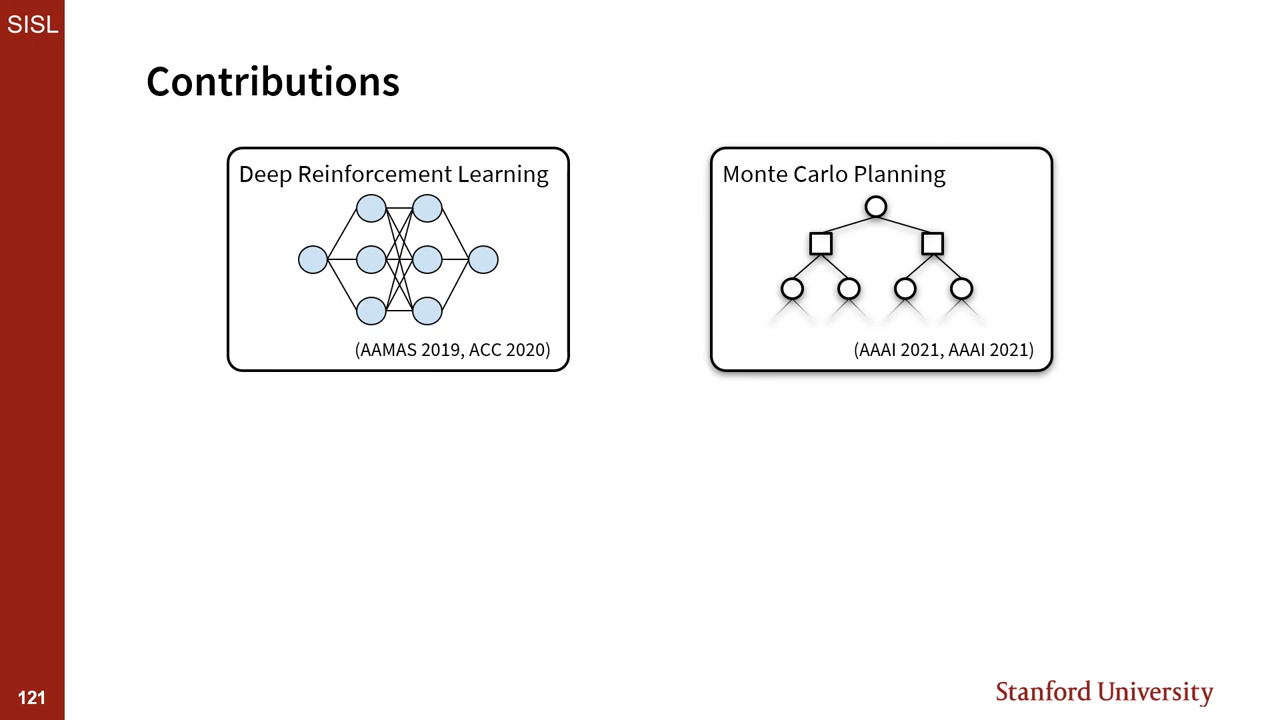 SISL
Contributions
Deep Reinforcement Learning
(AAMAS 2019, ACC 2020)
Monte Carlo Planning
(AAAI 2021, AAAI 2021)
121
Stanford University